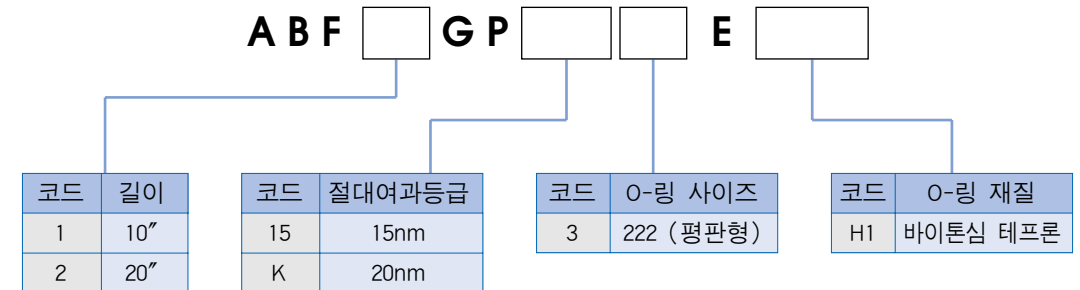 ABF GP E
코드 길이
1 10″
2 20″
코드 절대여과등급
15 15nm
K 20nm
코드 O-링 사이즈
3 222 (평판형)
코드 O-링 재질
H1 바이톤심 테프론